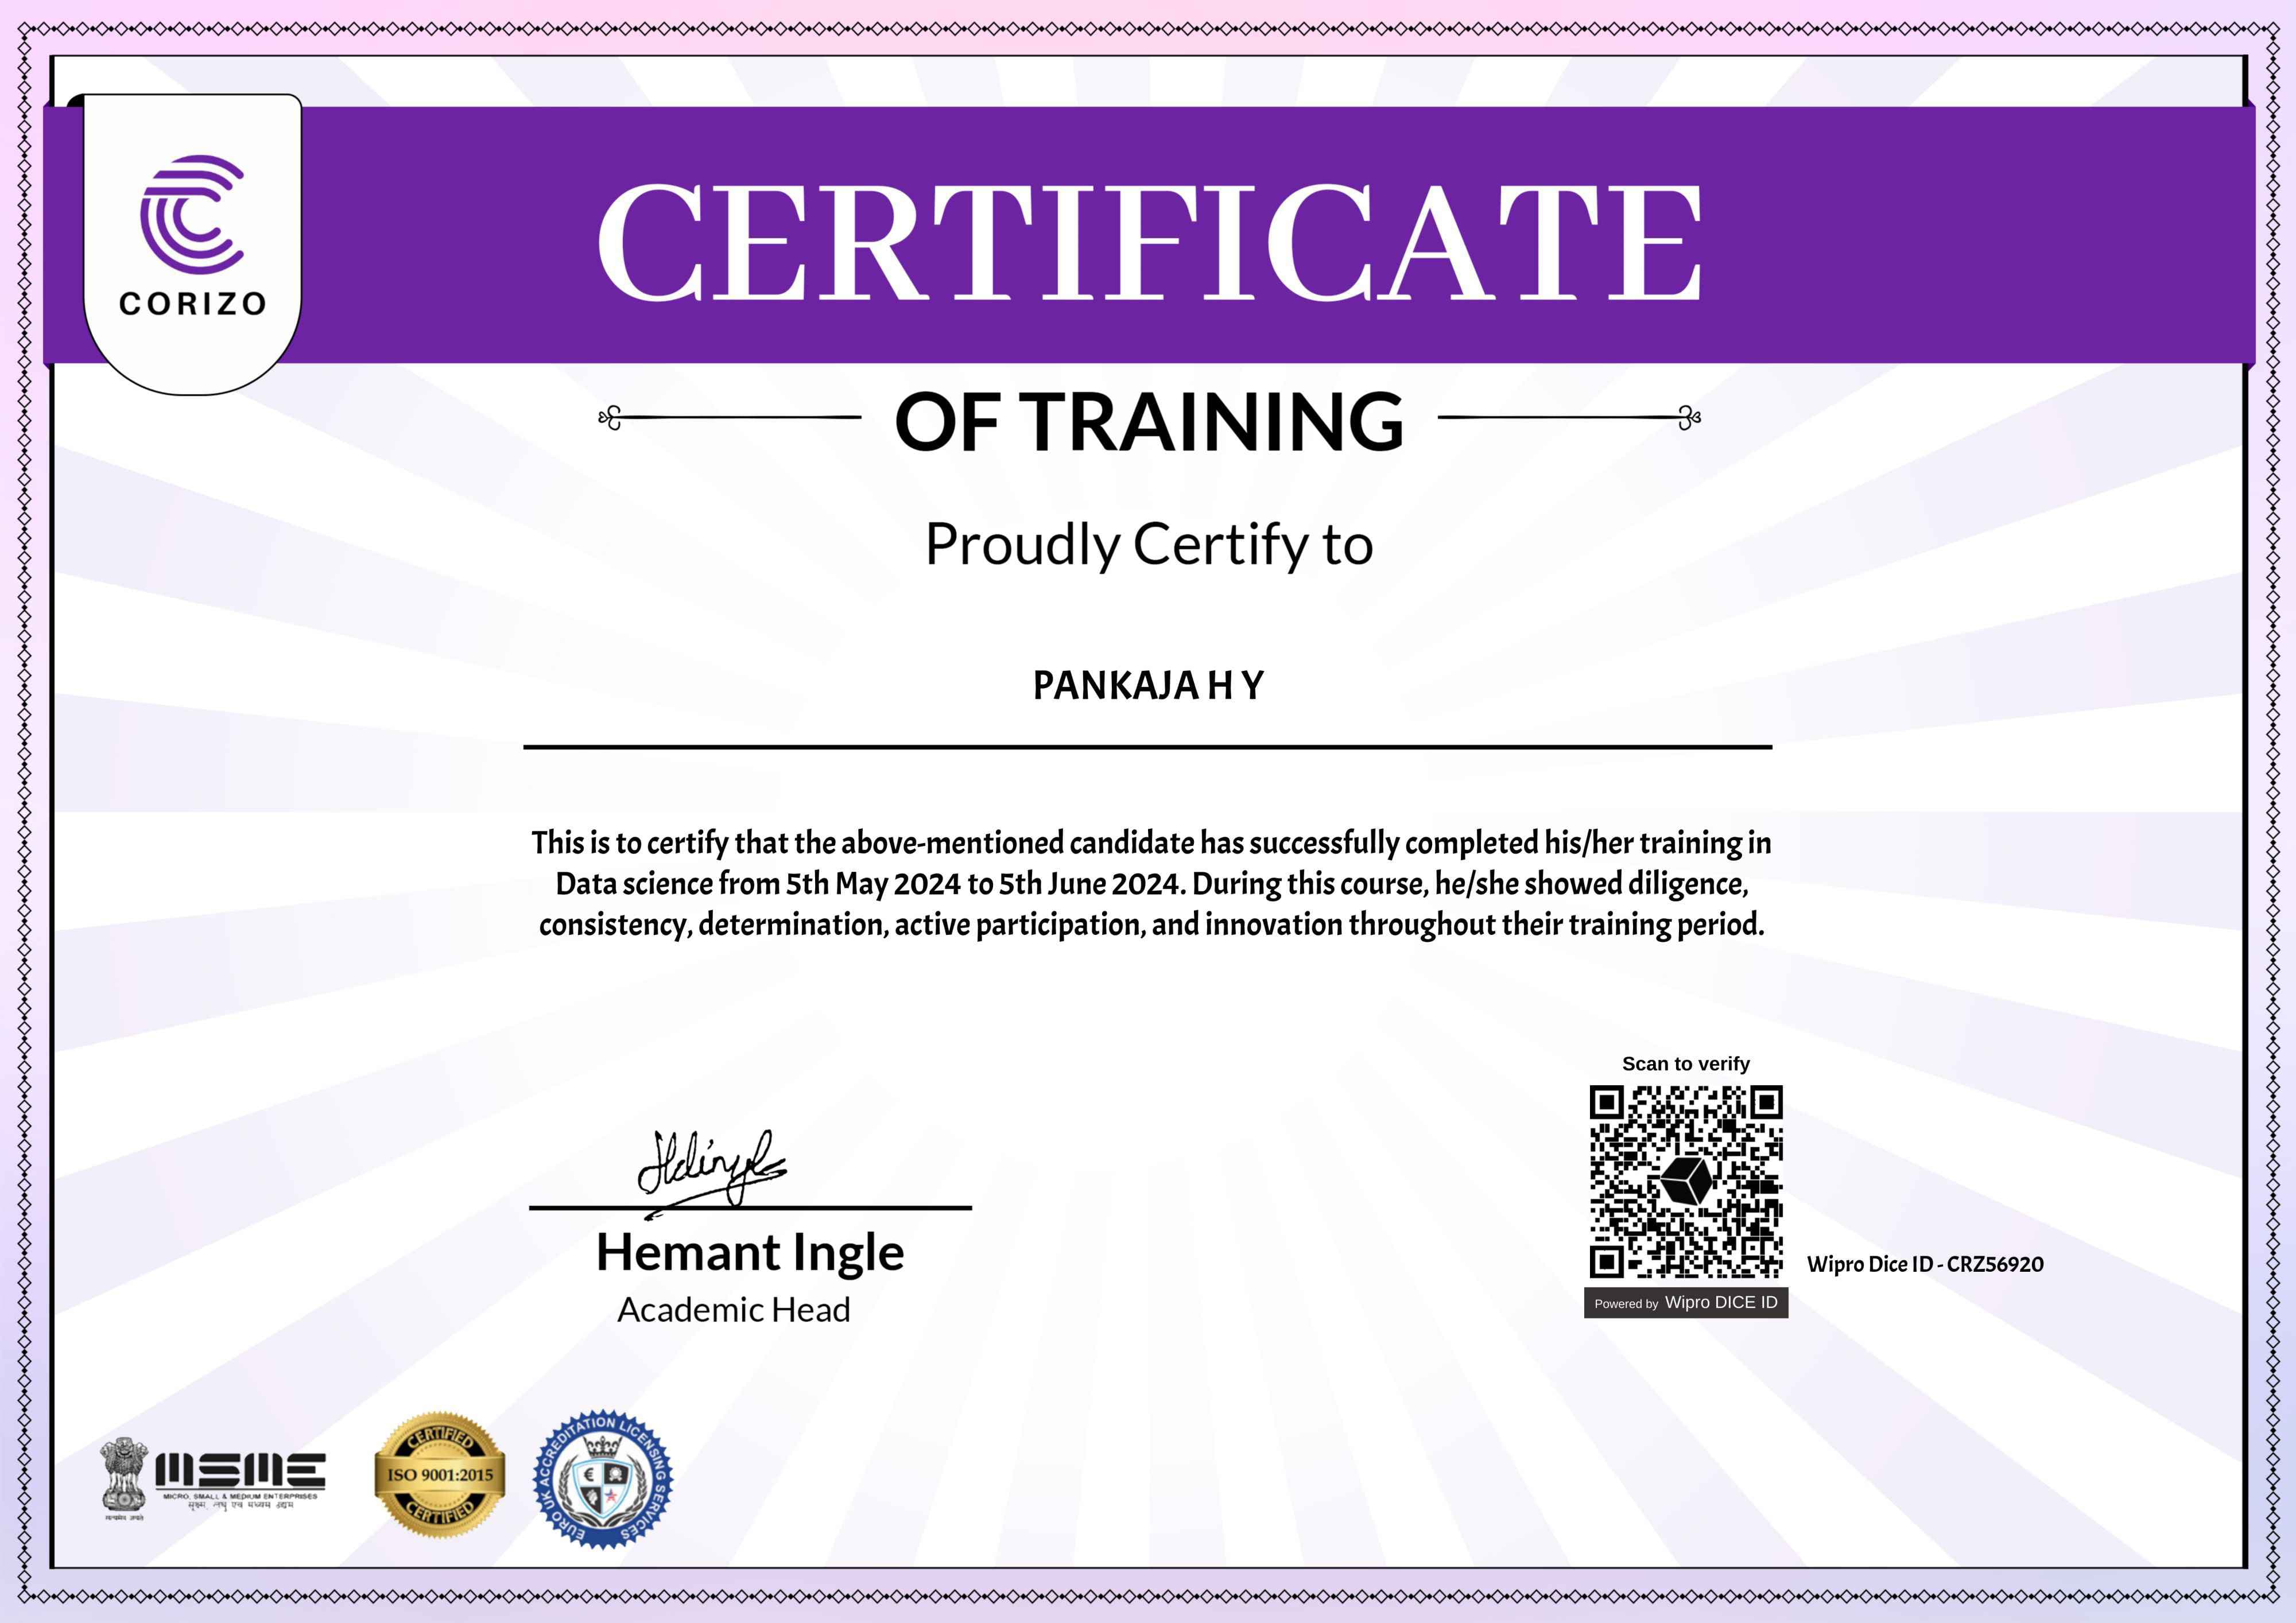 CORIZO
CERTIFICATE
OF TRAINING
Proudly Certify to
PANKAJA H Y
This is to certify that the above-mentioned candidate has successfully completed his/her training in
Data science from 5th May 2024 to 5th June 2024. During this course, he/she showed diligence,
consistency, determination, active participation, and innovation throughout their training period.
Scan to verify
Hemant Ingle
Academic Head
Wipro Dice ID - CRZ56920
Powered by Wipro DICE ID
MSME
MICRO, SMALL & MEDIUM ENTERPRISES
सूक्ष्म, लघु एवं मध्यम उद्यम
सत्यमेव जयते
CERTIFIED
ISO 9001:2015
CERTIFIED
EURO UK ACCREDITATION LICENSING SERVICES